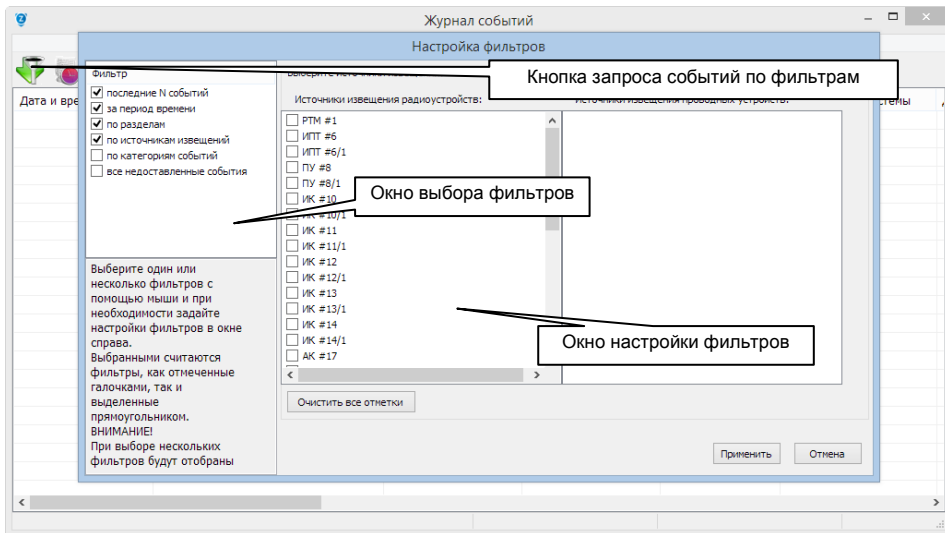 Журнал событий
Настройка фильтров
Кнопка запроса событий по фильтрам
Дата и вре
Фильтр
последние N событий
за период времени
по разделам
по источникам извещений
по категориям событий
все недоставленные события
Источники извещения радиоустройств:
Источники извещения проводных устройств:
РТМ #1
ИПТ #6
ИПТ #6/1
ПУ #8
ПУ #8/1
ИК #10
ИК #10/1
ИК #11
ИК #11/1
ИК #12
ИК #12/1
ИК #13
ИК #13/1
ИК #14
ИК #14/1
АК #17
Окно выбора фильтров
Окно настройки фильтров
Выберите один или
несколько фильтров с
помощью мыши и при
необходимости задайте
настройки фильтров в окне
справа.
Выбранными считаются
фильтры, как отмеченные
галочками, так и
выделенные
прямоугольником.
ВНИМАНИЕ!
При выборе нескольких
фильтров будут отобраны
Очистить все отметки
Применить
Отмена